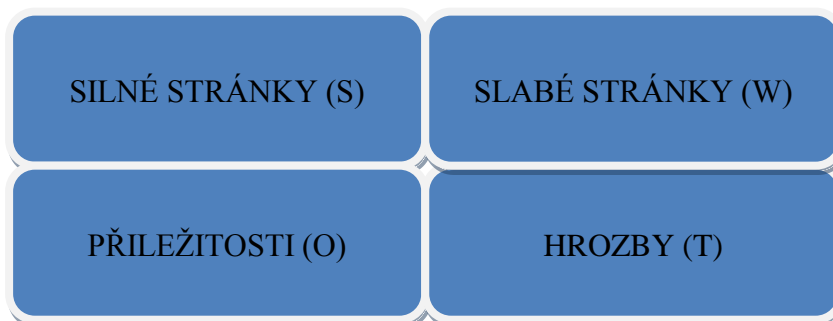 SILNÉ STRÁNKY (S)
SLABÉ STRÁNKY (W)
PŘILEŽITOSTI (O)
HROZBY (T)